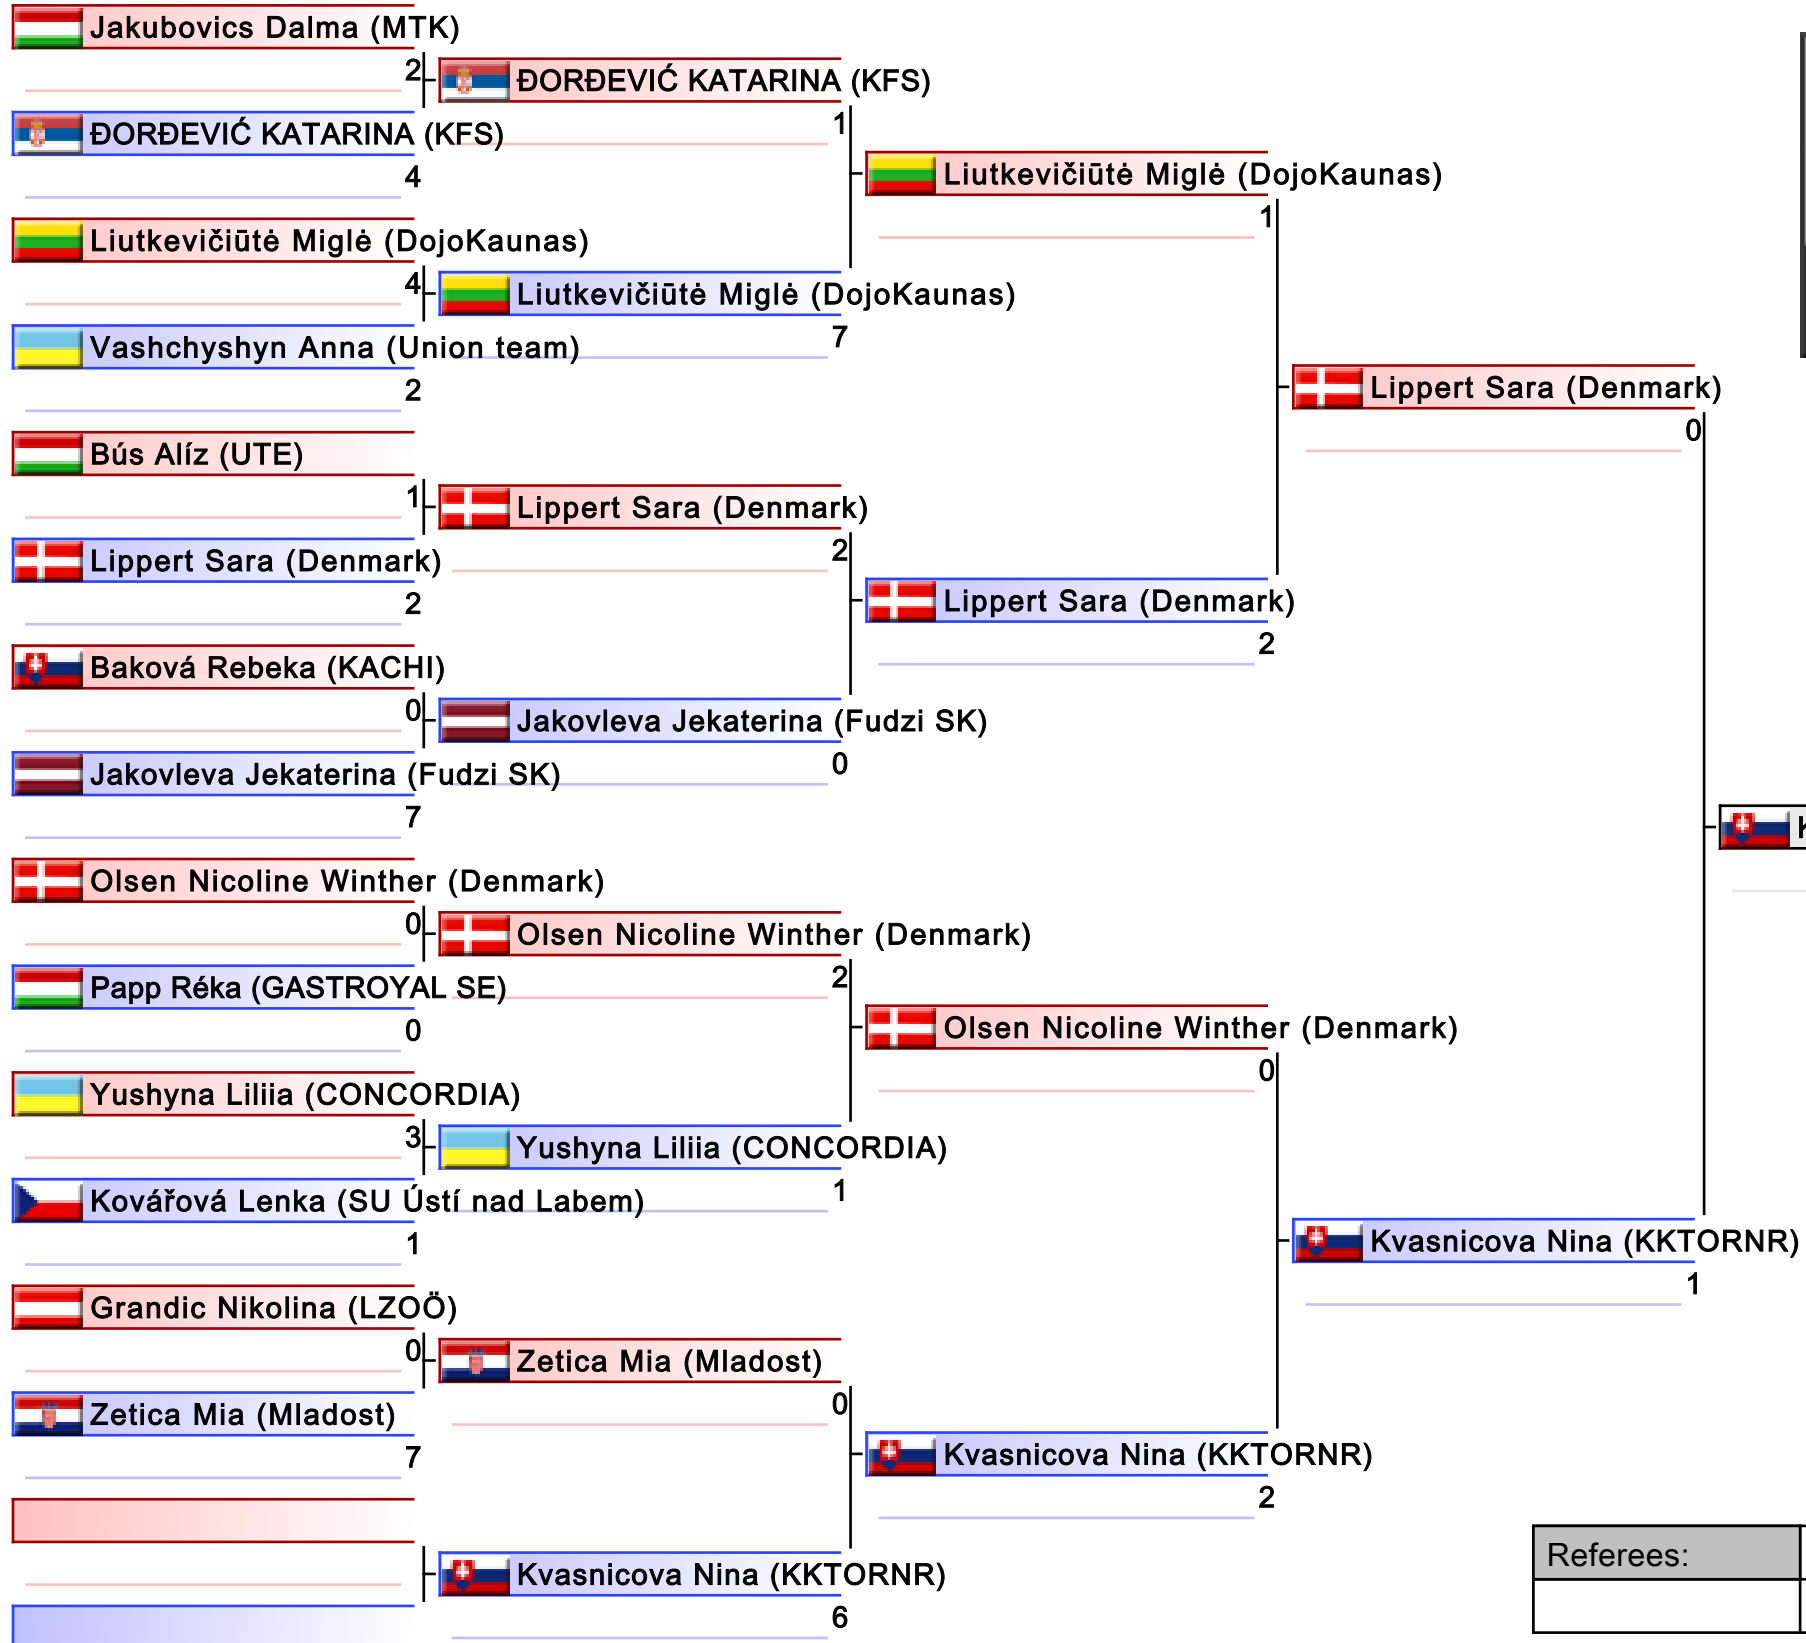 Jakubovics Dalma (MTK)
2
ĐORĐEVIĆ KATARINA (KFS)
ĐORĐEVIĆ KATARINA (KFS)
1
4
Liutkevičiūtė Miglė (DojoKaunas)
1
Liutkevičiūtė Miglė (DojoKaunas)
4
Liutkevičiūtė Miglė (DojoKaunas)
7
Vashchyshyn Anna (Union team)
2
Lippert Sara (Denmark)
0
Bús Alíz (UTE)
1
Lippert Sara (Denmark)
2
Lippert Sara (Denmark)
2
Lippert Sara (Denmark)
2
Baková Rebeka (KACHI)
0
Jakovleva Jekaterina (Fudzi SK)
0
Jakovleva Jekaterina (Fudzi SK)
7
K
Olsen Nicoline Winther (Denmark)
0
Olsen Nicoline Winther (Denmark)
2
Papp Réka (GASTROYAL SE)
0
Olsen Nicoline Winther (Denmark)
0
Yushyna Liliia (CONCORDIA)
3
Yushyna Liliia (CONCORDIA)
1
Kovářová Lenka (SU Ústí nad Labem)
1
Kvasnicova Nina (KKTORNR)
1
Grandic Nikolina (LZOÖ)
0
Zetica Mia (Mladost)
0
Zetica Mia (Mladost)
7
Kvasnicova Nina (KKTORNR)
2
Kvasnicova Nina (KKTORNR)
6
Referees: